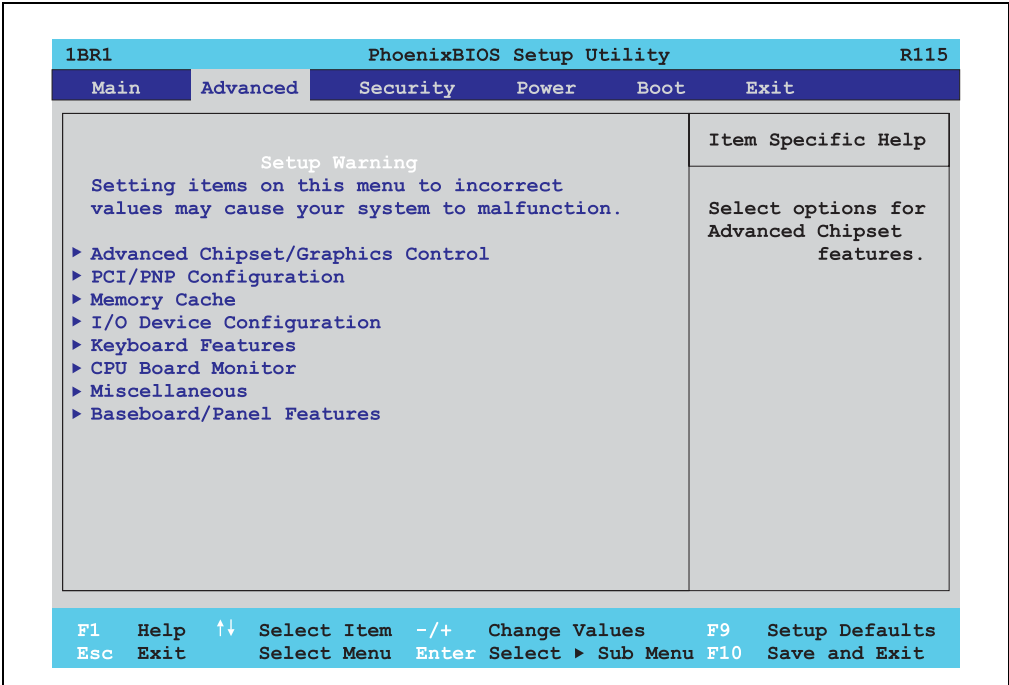 1BR1 PhoenixBIOS Setup Utility R115
Main Advanced Security Power Boot Exit
Setup Warning
Setting items on this menu to incorrect
values may cause your system to malfunction.
▶ Advanced Chipset/Graphics Control
▶ PCI/PNP Configuration
▶ Memory Cache
▶ I/O Device Configuration
▶ Keyboard Features
▶ CPU Board Monitor
▶ Miscellaneous
▶ Baseboard/Panel Features
Item Specific Help
Select options for
Advanced Chipset
features.
F1 Help ↑↓ Select Item -/+ Change Values F9 Setup Defaults
Esc Exit Select Menu Enter Select ▶ Sub Menu F10 Save and Exit